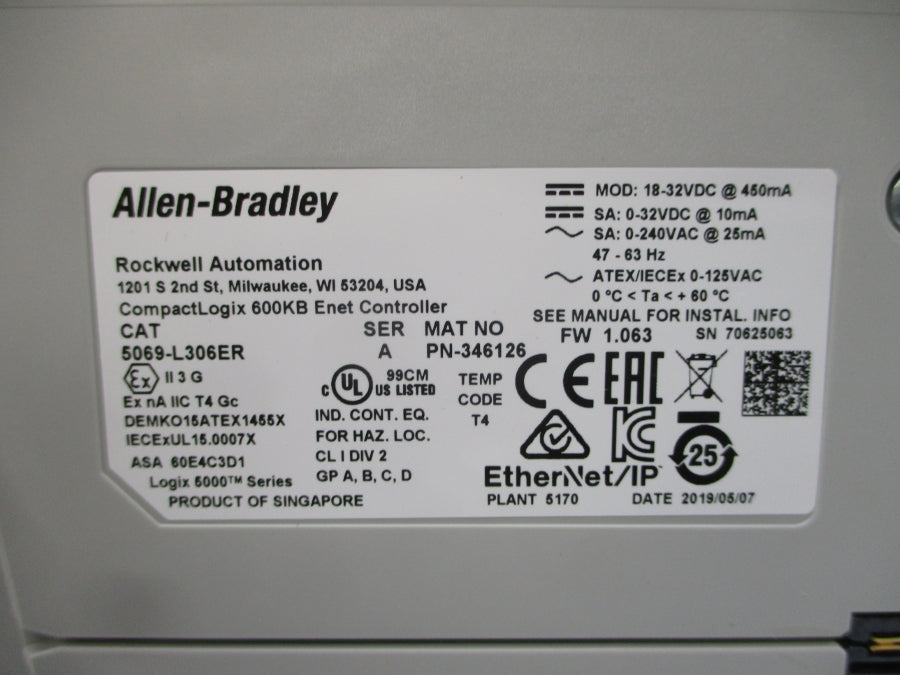 Allen-Bradley
Rockwell Automation
1201 S 2nd St, Milwaukee, WI 53204, USA
CompactLogix 600KB Enet Controller
CAT SER MAT NO
5069-L306ER A PN-346126
MOD: 18-32VDC @ 450mA
SA: 0-32VDC @ 10mA
SA: 0-240VAC @ 25mA
47 - 63 Hz
ATEX/IECEx 0-125VAC
0 °C < Ta < + 60 °C
SEE MANUAL FOR INSTAL. INFO
FW 1.063 SN 70625063
Ex II 3 G
Ex nA IIC T4 Gc
DEMKO15ATEX1455X
IECExUL15.0007X
ASA 60E4C3D1
Logix 5000™ Series
PRODUCT OF SINGAPORE
C UL US LISTED
99CM
IND. CONT. EQ.
FOR HAZ. LOC.
CL I DIV 2
GP A, B, C, D
TEMP
CODE
T4
CE EAC
KC
25
EtherNet/IP
PLANT 5170 DATE 2019/05/07